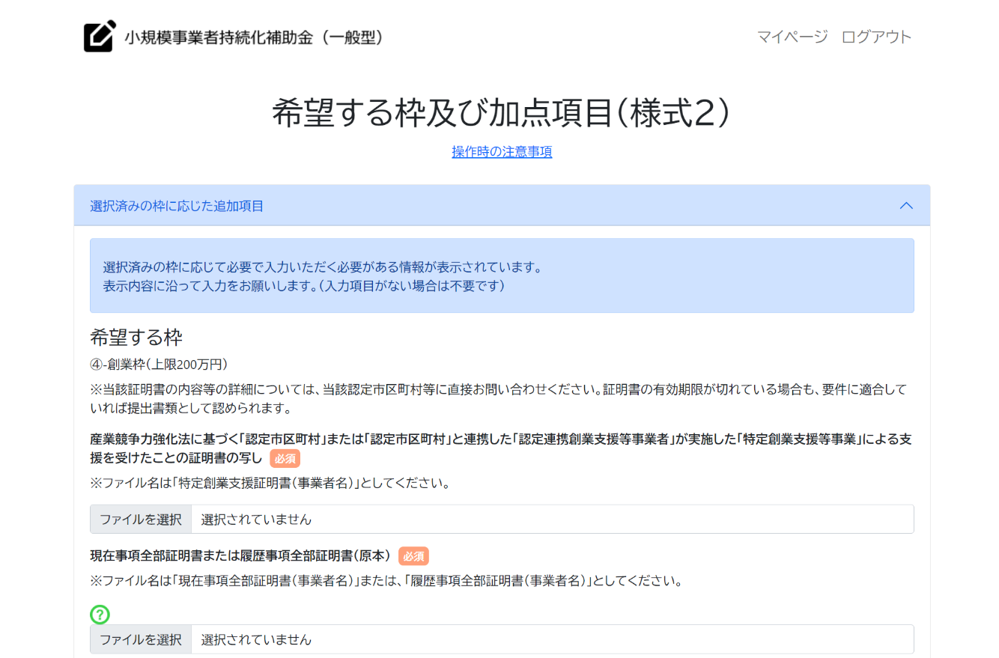 小規模事業者持続化補助金（一般型）
マイページ ログアウト
希望する枠及び加点項目（様式２）
操作時の注意事項
選択済みの枠に応じた追加項目
選択済みの枠に応じて必要で入力いただく必要がある情報が表示されています。
表示内容に沿って入力をお願いします。（入力項目がない場合は不要です）
希望する枠
④-創業枠（上限200万円）
※当該証明書の内容等の詳細については、当該認定市区町村等に直接お問い合わせください。証明書の有効期限が切れている場合も、要件に適合して
いれば提出書類として認められます。
産業競争力強化法に基づく「認定市区町村」または「認定市区町村」と連携した「認定連携創業支援等事業者」が実施した「特定創業支援等事業」による支
援を受けたことの証明書の写し 必須
※ファイル名は「特定創業支援証明書（事業者名）」としてください。
ファイルを選択 選択されていません
現在事項全部証明書または履歴事項全部証明書（原本） 必須
※ファイル名は「現在事項全部証明書（事業者名）」または、「履歴事項全部証明書（事業者名）」としてください。
?
ファイルを選択 選択されていません